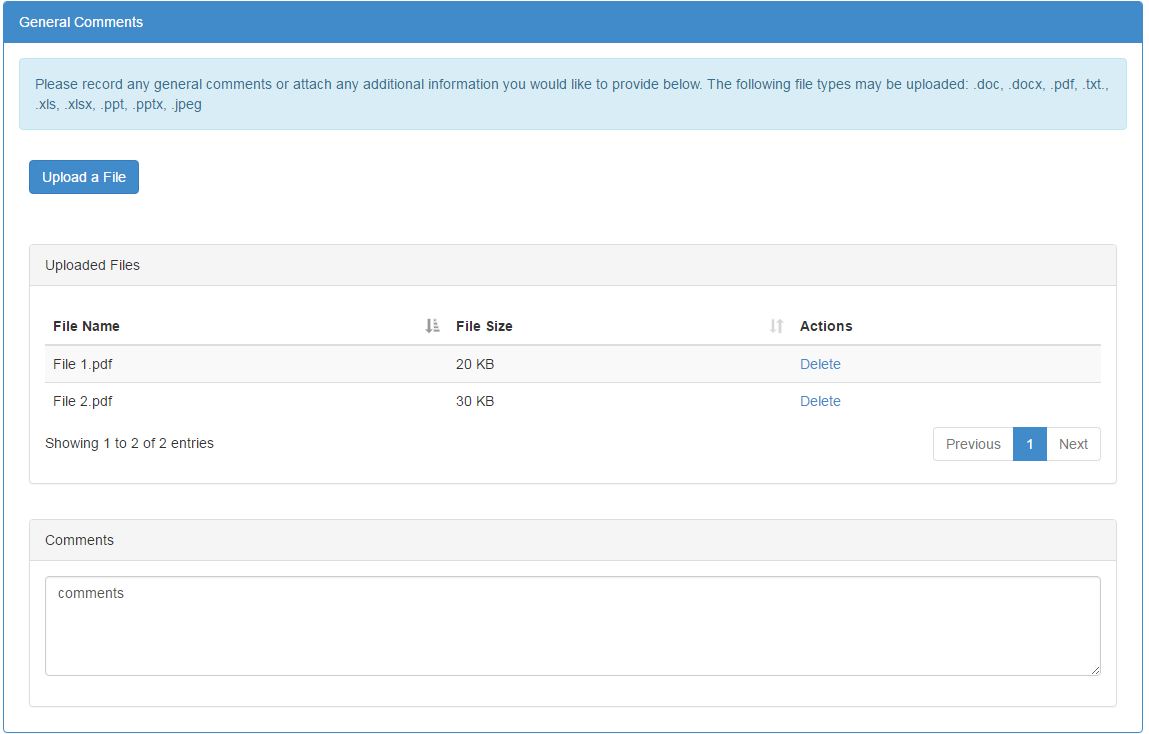 General Comments
Please record any general comments or attach any additional information you would like to provide below. The following file types may be uploaded: .doc, .docx, .pdf, .txt.,
.xls, .xlsx, .ppt, .pptx, .jpeg
Upload a File
Uploaded Files
File Name File Size Actions
File 1.pdf 20 KB Delete
File 2.pdf 30 KB Delete
Showing 1 to 2 of 2 entries Previous 1 Next
Comments
comments